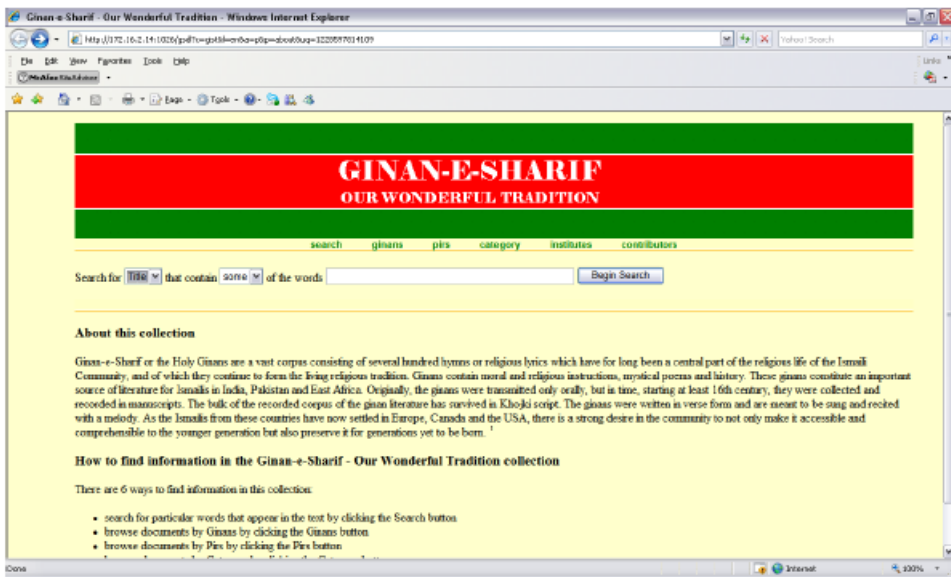 Ginan-e-Sharif - Our Wonderful Tradition - Windows Internet Explorer
Yahoo! Search
File Edit View Favorites Tools Help
Links
McAfee SiteAdvisor
Page Tools
GINAN-E-SHARIF
OUR WONDERFUL TRADITION
search ginans pirs category institutes contributors
Search for Title that contain some of the words Begin Search
About this collection
Ginan-e-Sharif or the Holy Ginans are a vast corpus consisting of several hundred hymns or religious lyrics which have for long been a central part of the religious life of the Ismaili
Community, and of which they continue to form the living religious tradition. Ginans contain moral and religious instructions, mystical poems and history. These ginans constitute an important
source of literature for Ismailis in India, Pakistan and East Africa. Originally, the ginans were transmitted only orally, but in time, starting at least 16th century, they were collected and
recorded in manuscripts. The bulk of the recorded corpus of the ginan literature has survived in Khojki script. The ginans were written in verse form and are meant to be sung and recited
with a melody. As the Ismailis from these countries have now settled in Europe, Canada and the USA, there is a strong desire in the community to not only make it accessible and
comprehensible to the younger generation but also preserve it for generations yet to be born. 1
How to find information in the Ginan-e-Sharif - Our Wonderful Tradition collection
There are 6 ways to find information in this collection:
• search for particular words that appear in the text by clicking the Search button
• browse documents by Ginans by clicking the Ginans button
• browse documents by Pirs by clicking the Pirs button
Done Internet 100%